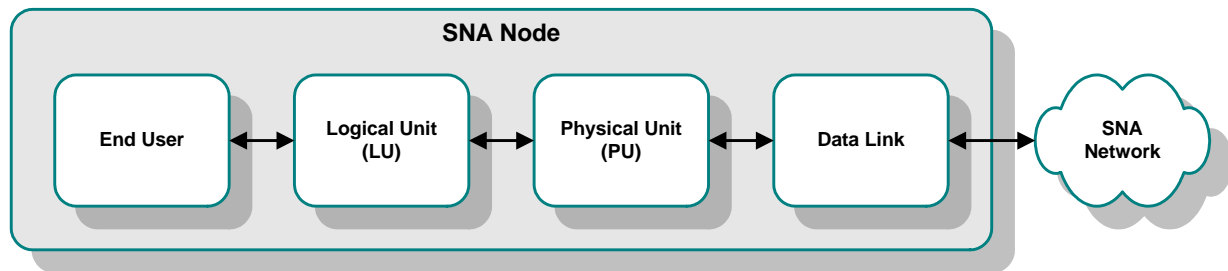 SNA Node
End User
Logical Unit
(LU)
Physical Unit
(PU)
Data Link
SNA
Network